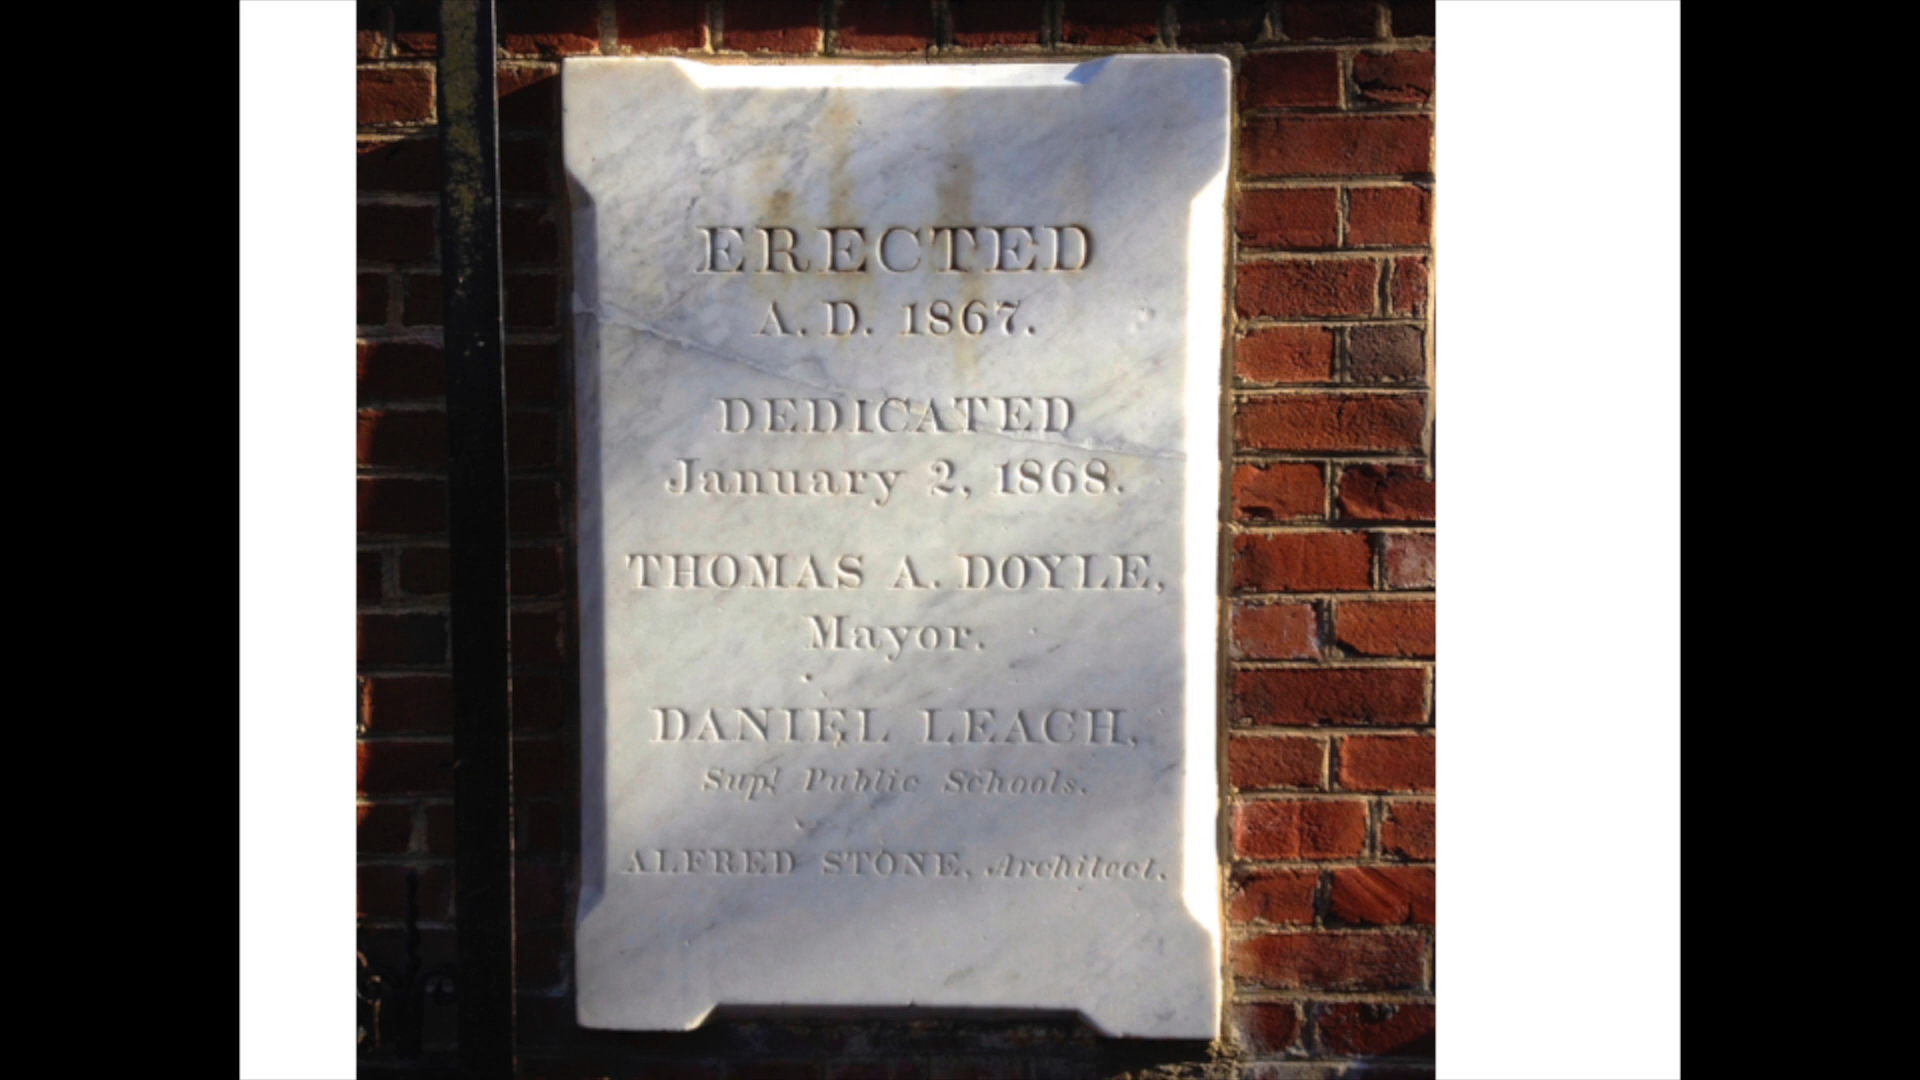 ERECTED
A. D. 1867.
DEDICATED
January 2, 1868.
THOMAS A. DOYLE,
Mayor.
DANIEL LEACH,
Supt Public Schools.
ALFRED STONE, Architect.